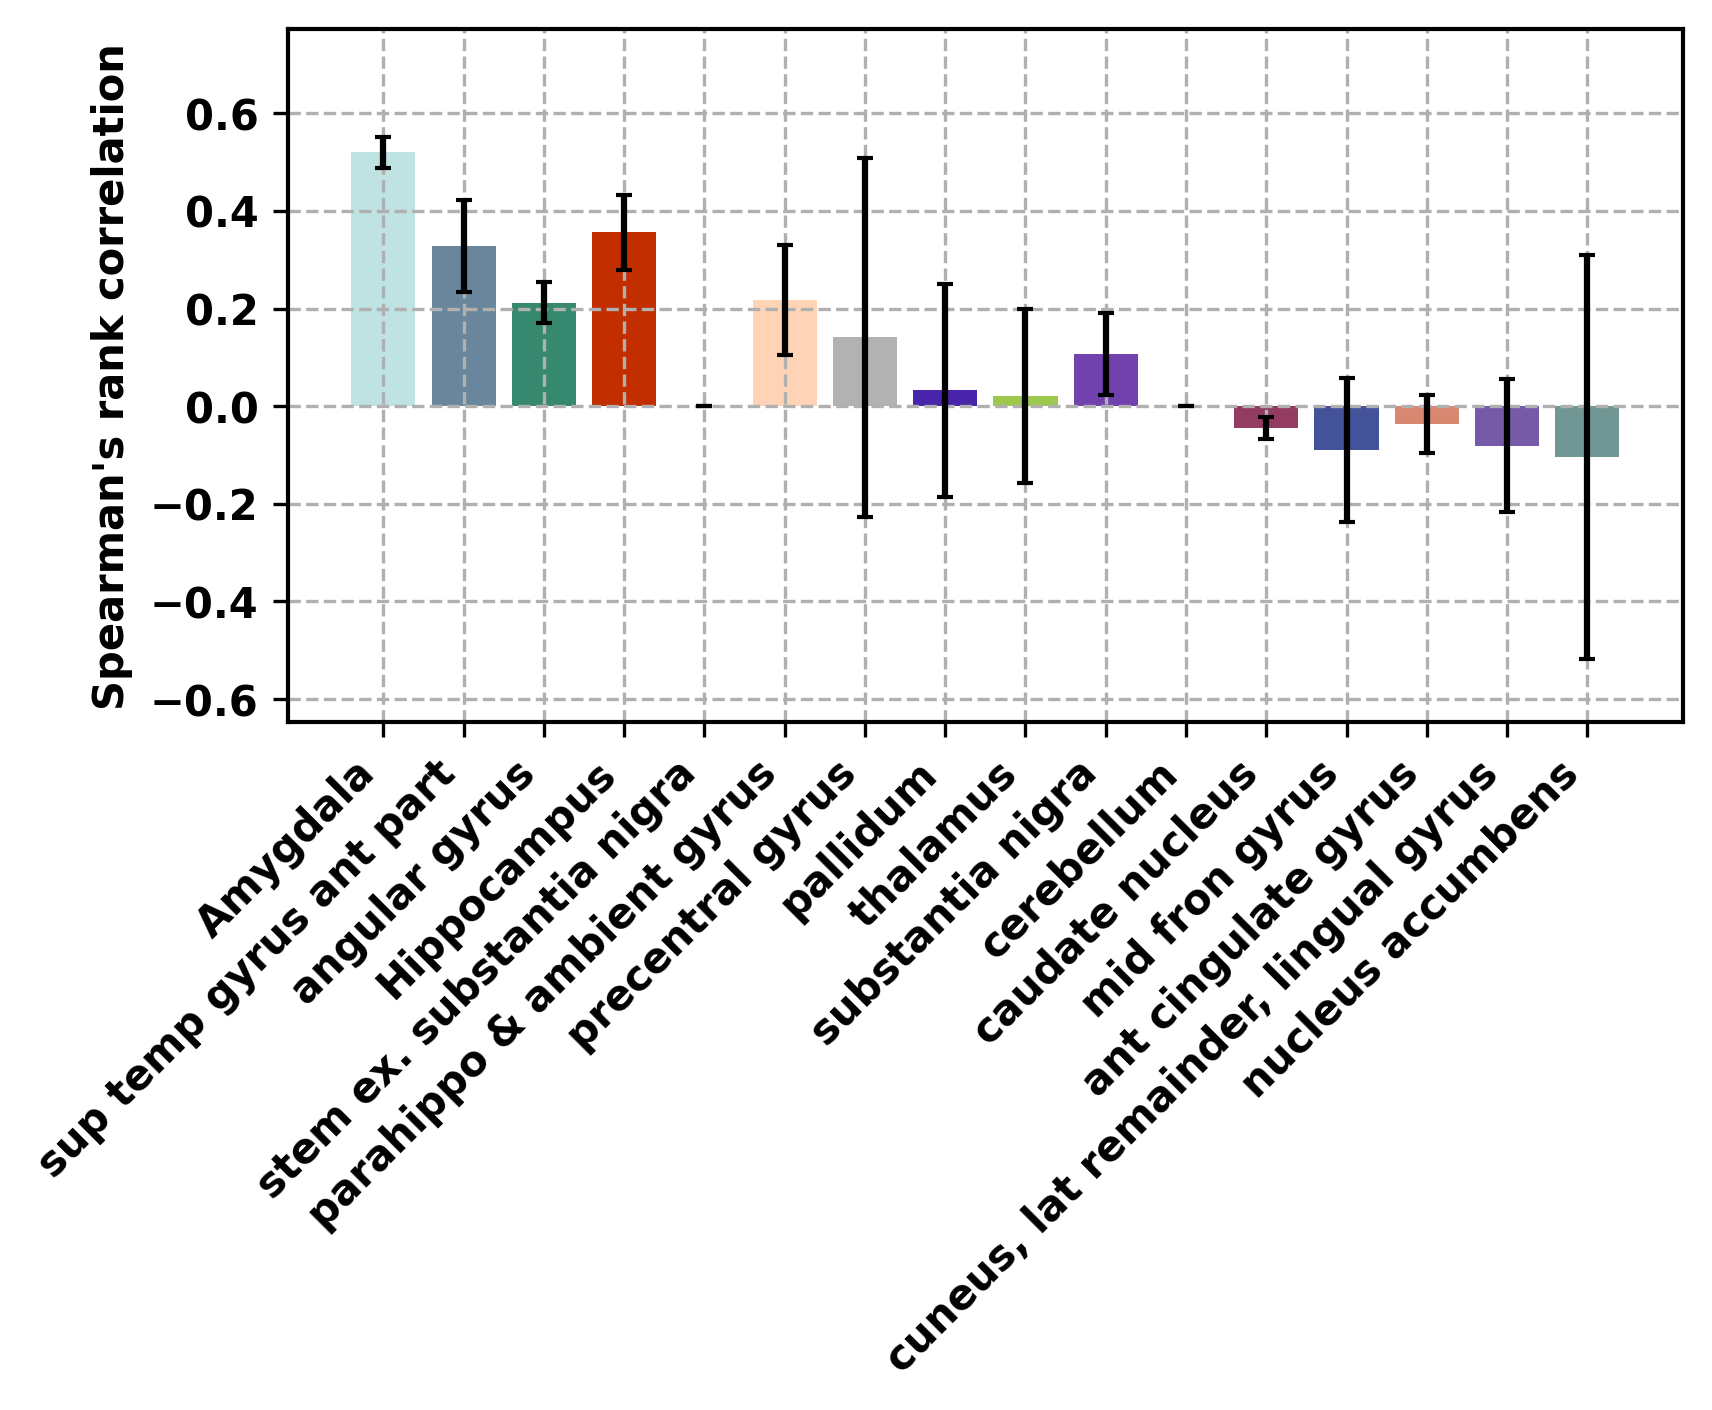 Spearman's rank correlation
0.6
0.4
0.2
0.0
−0.2
−0.4
−0.6
Amygdala
sup temp gyrus ant part
angular gyrus
Hippocampus
stem ex. substantia nigra
parahippo & ambient gyrus
precentral gyrus
pallidum
thalamus
substantia nigra
cerebellum
caudate nucleus
mid fron gyrus
ant cingulate gyrus
cuneus, lat remainder, lingual gyrus
nucleus accumbens